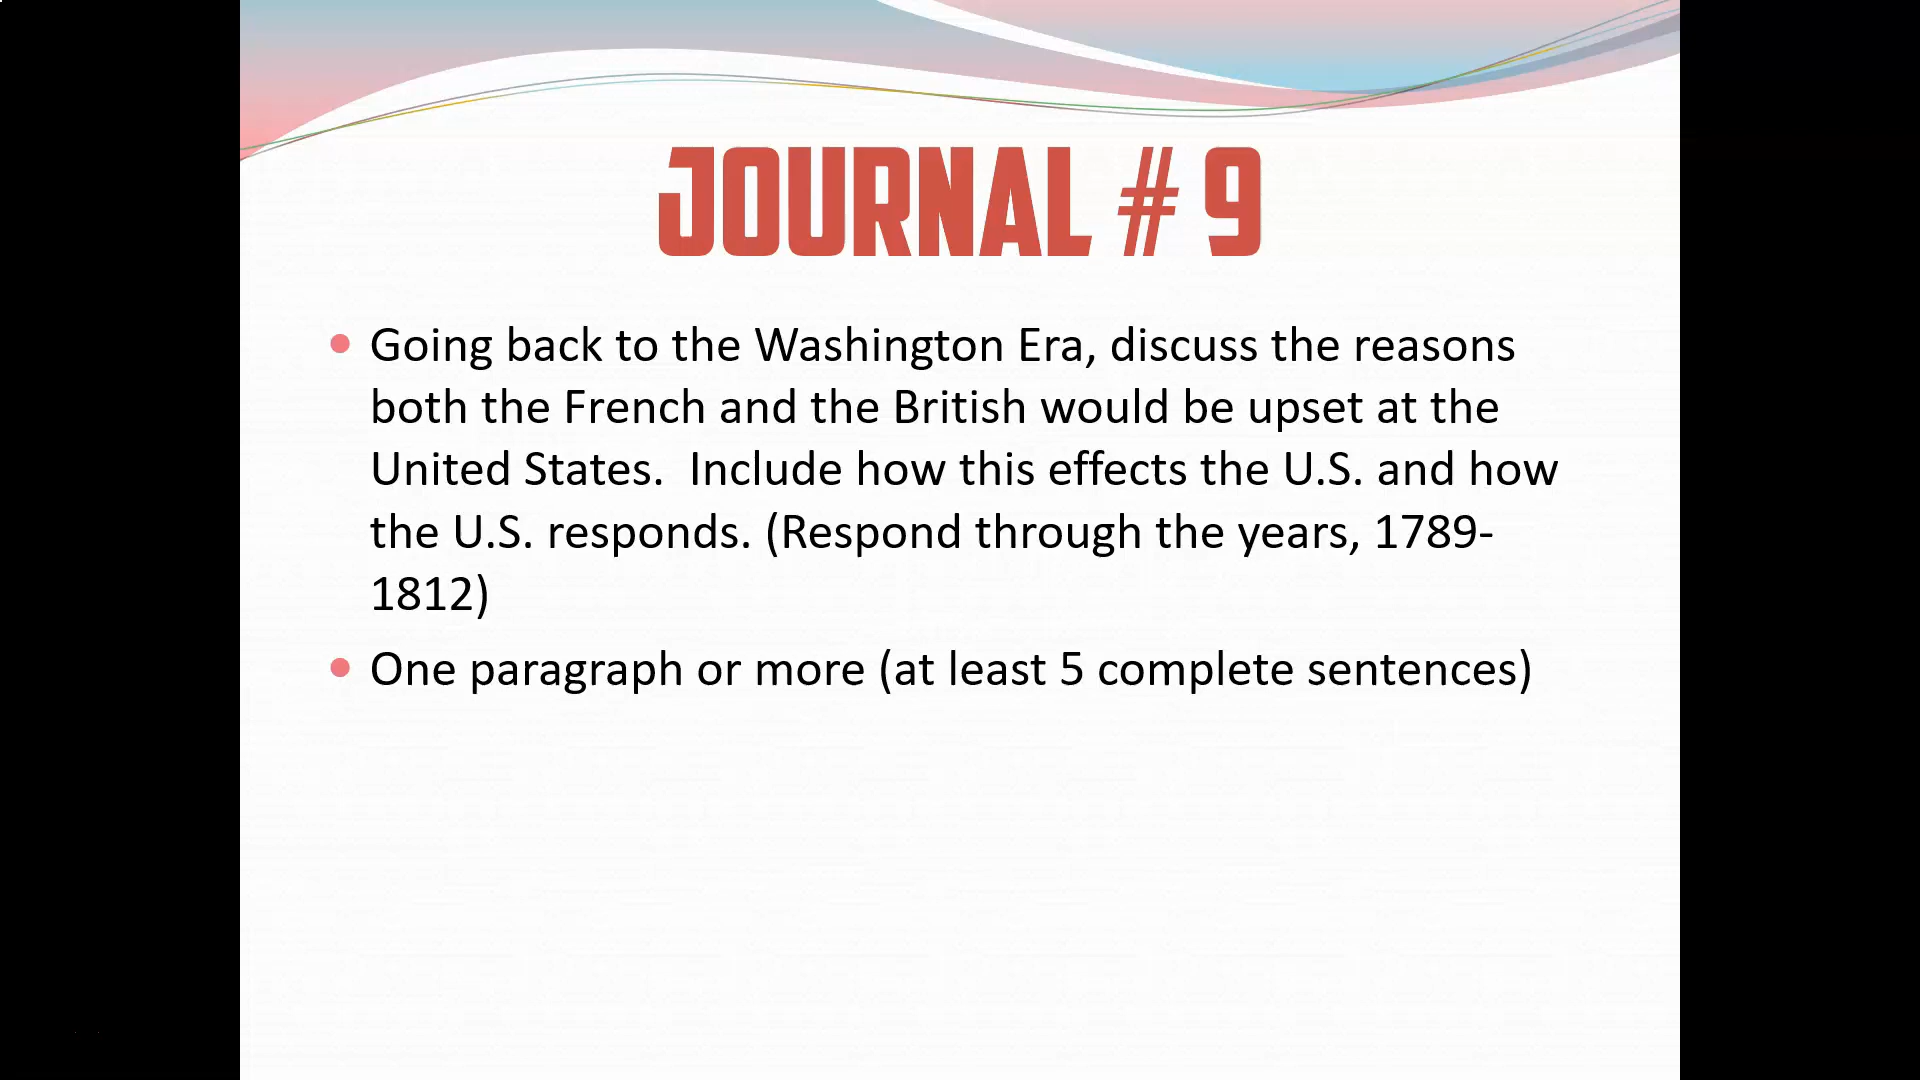 JOURNAL # 9
• Going back to the Washington Era, discuss the reasons
both the French and the British would be upset at the
United States.  Include how this effects the U.S. and how
the U.S. responds. (Respond through the years, 1789-
1812)
• One paragraph or more (at least 5 complete sentences)